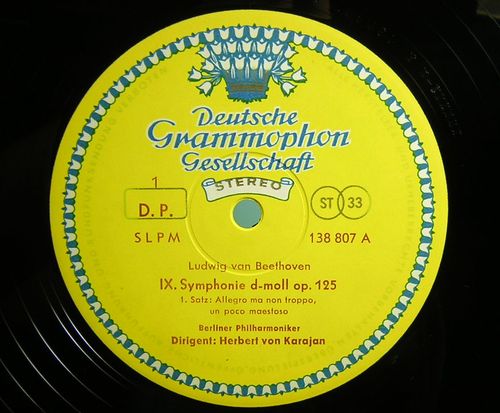 Deutsche
Grammophon
Gesellschaft
STEREO
1
D. P.
ST 33
SLPM
138 807 A
Ludwig van Beethoven
IX. Symphonie d-moll op. 125
1. Satz: Allegro ma non troppo,
un poco maestoso
Berliner Philharmoniker
Dirigent: Herbert von Karajan